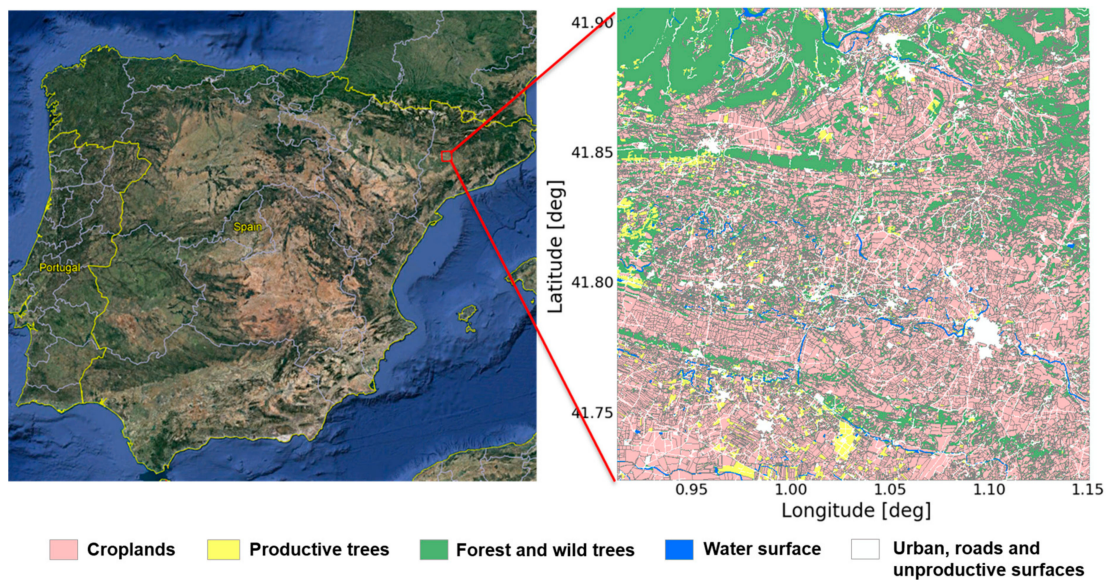 Spain
Portugal
41.90
41.85
41.80
41.75
Latitude [deg]
0.95
1.00
1.05
1.10
1.15
Longitude [deg]
Croplands
Productive trees
Forest and wild trees
Water surface
Urban, roads and
unproductive surfaces